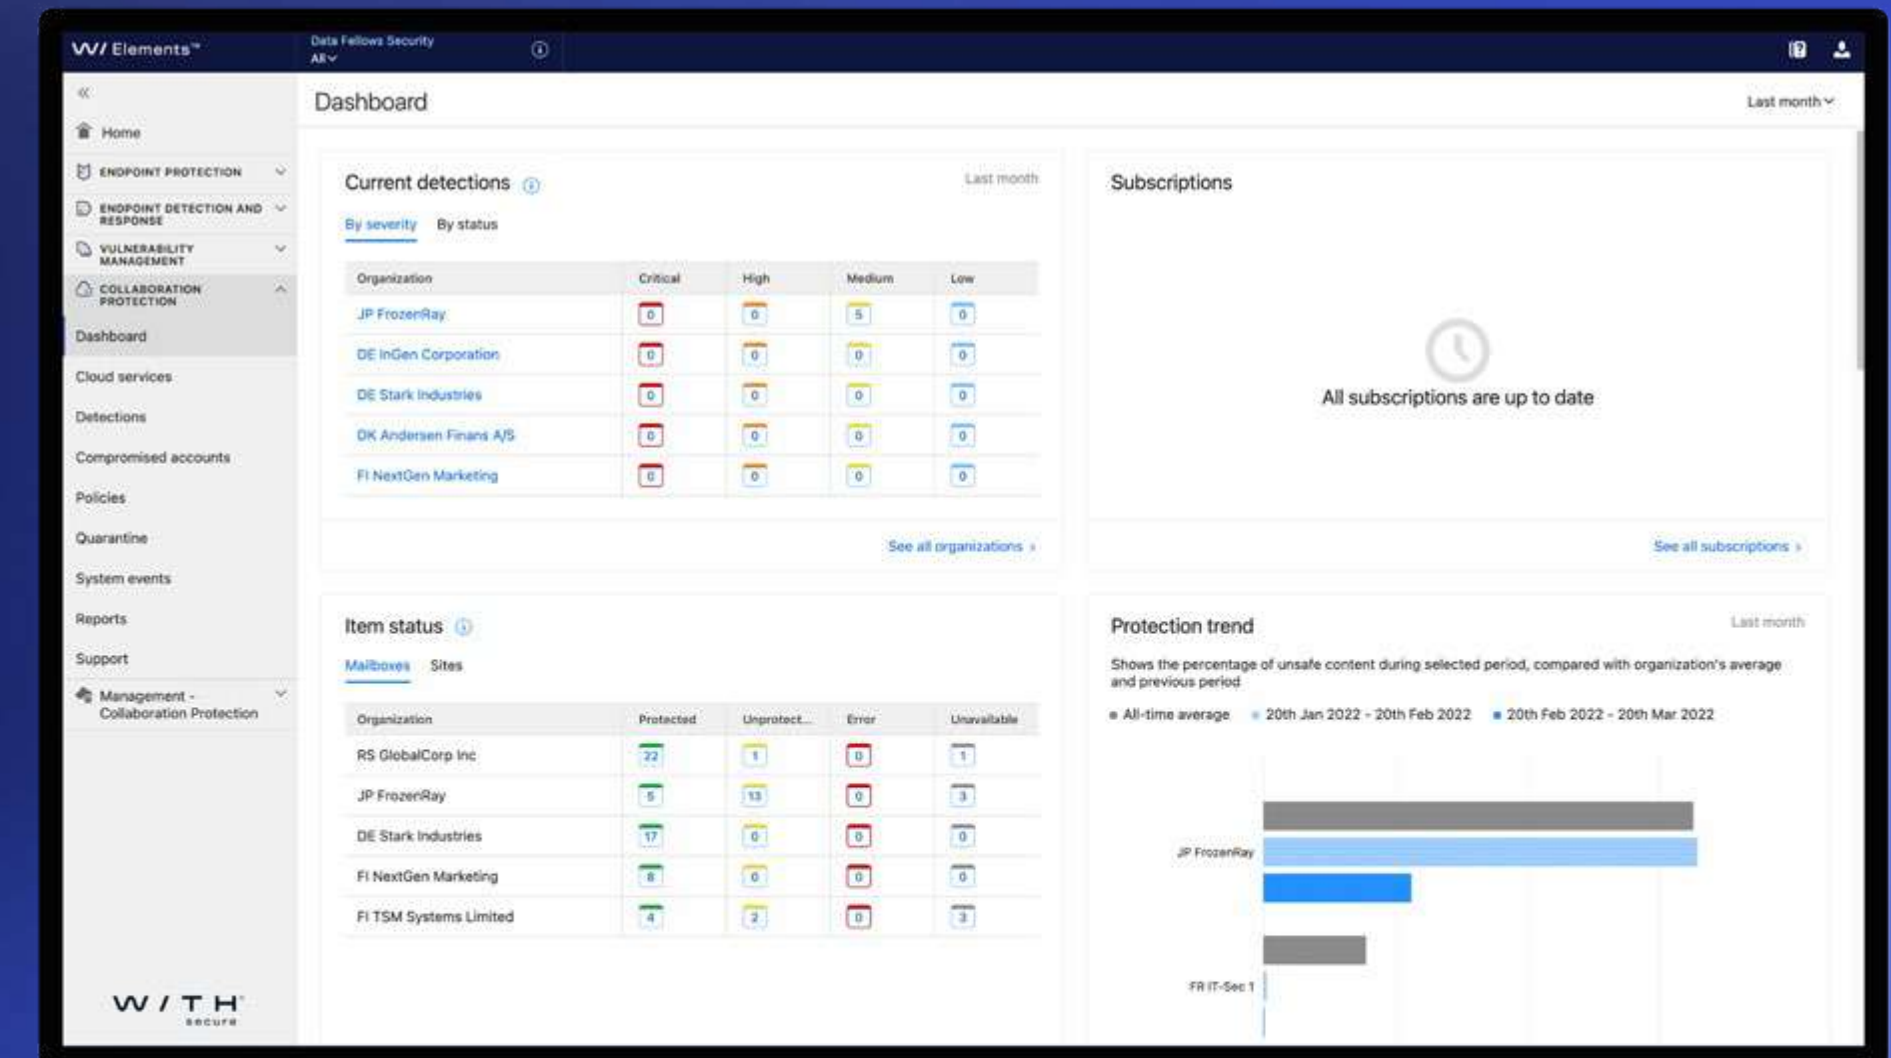 W/ Elements™
Data Fellows Security
All
Dashboard
Last month
Home
ENDPOINT PROTECTION
ENDPOINT DETECTION AND
RESPONSE
VULNERABILITY
MANAGEMENT
COLLABORATION
PROTECTION
Dashboard
Cloud services
Detections
Compromised accounts
Policies
Quarantine
System events
Reports
Support
Management -
Collaboration Protection
W / T H
secure
Current detections
Last month
By severity By status
Organization Critical High Medium Low
JP FrozenRay 0 0 5 0
DE InGen Corporation 0 0 0 0
DE Stark Industries 0 0 0 0
DK Andersen Finans A/S 0 0 0 0
FI NextGen Marketing 0 0 0 0
See all organizations ›
Subscriptions
All subscriptions are up to date
See all subscriptions ›
Item status
Mailboxes Sites
Organization Protected Unprotect... Error Unavailable
RS GlobalCorp Inc 22 1 0 1
JP FrozenRay 5 13 0 3
DE Stark Industries 17 0 0 0
FI NextGen Marketing 8 0 0 0
FI TSM Systems Limited 4 2 0 3
Protection trend
Last month
Shows the percentage of unsafe content during selected period, compared with organization's average
and previous period
All-time average 20th Jan 2022 - 20th Feb 2022 20th Feb 2022 - 20th Mar 2022
JP FrozenRay
FR IT-Sec 1